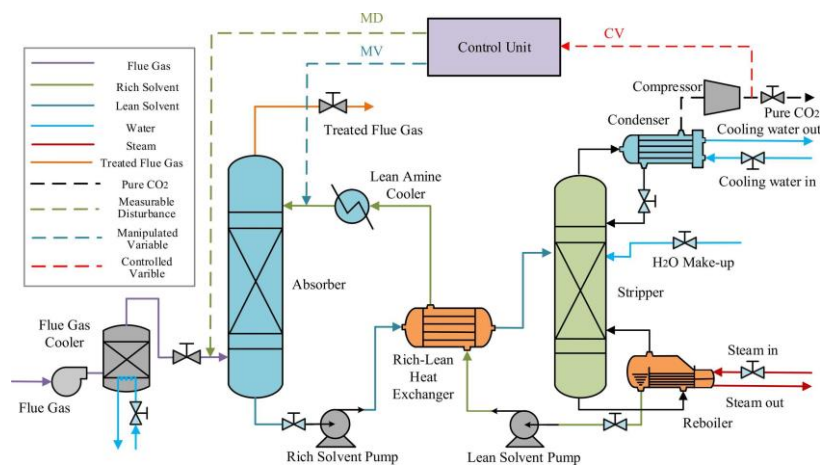 MD
MV
CV
Control Unit
Flue Gas
Rich Solvent
Lean Solvent
Water
Steam
Treated Flue Gas
Pure CO2
Measurable
Disturbance
Manipulated
Variable
Controlled
Varible
Compressor
Pure CO2
Condenser
Cooling water out
Cooling water in
Treated Flue Gas
Lean Amine
Cooler
Absorber
H2O Make-up
Stripper
Flue Gas
Cooler
Flue Gas
Rich-Lean
Heat
Exchanger
Steam in
Steam out
Reboiler
Rich Solvent Pump
Lean Solvent Pump